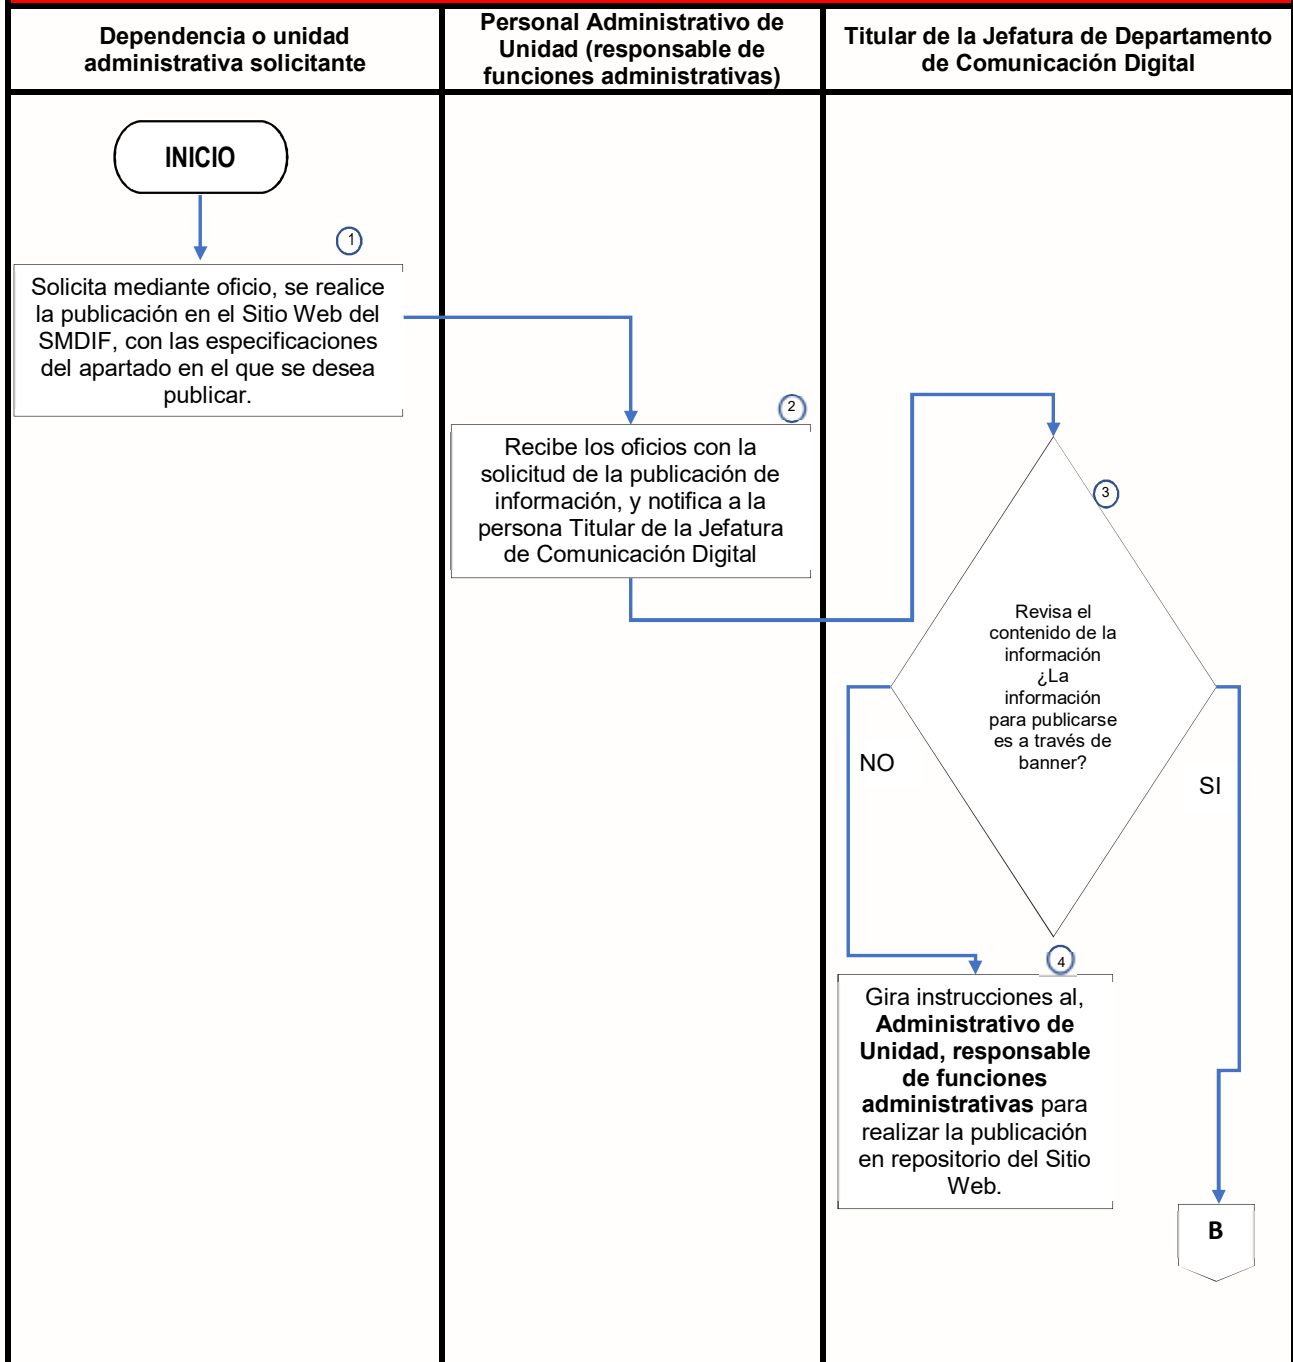 Dependencia o unidad
administrativa solicitante
Personal Administrativo de
Unidad (responsable de
funciones administrativas)
Titular de la Jefatura de Departamento
de Comunicación Digital
INICIO
1
Solicita mediante oficio, se realice
la publicación en el Sitio Web del
SMDIF, con las especificaciones
del apartado en el que se desea
publicar.
2
Recibe los oficios con la
solicitud de la publicación de
información, y notifica a la
persona Titular de la Jefatura
de Comunicación Digital
3
Revisa el
contenido de la
información
¿La
información
para publicarse
es a través de
banner?
NO
SI
4
Gira instrucciones al,
Administrativo de
Unidad, responsable
de funciones
administrativas para
realizar la publicación
en repositorio del Sitio
Web.
B